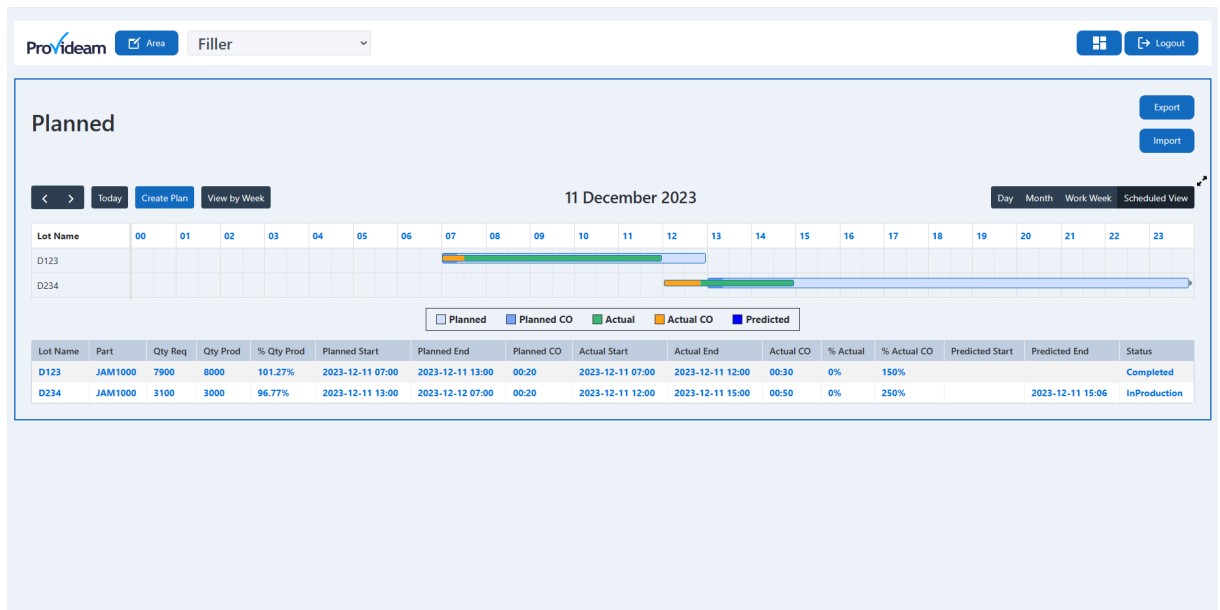 Provideam Area Filler Logout
Export
Planned
Import
Today Create Plan View by Week 11 December 2023 Day Month Work Week Scheduled View
Lot Name 00 01 02 03 04 05 06 07 08 09 10 11 12 13 14 15 16 17 18 19 20 21 22 23
D123
D234
Planned Planned CO Actual Actual CO Predicted
Lot Name Part Qty Req Qty Prod % Qty Prod Planned Start Planned End Planned CO Actual Start Actual End Actual CO % Actual % Actual CO Predicted Start Predicted End Status
D123 JAM1000 7900 8000 101.27% 2023-12-11 07:00 2023-12-11 13:00 00:20 2023-12-11 07:00 2023-12-11 12:00 00:30 0% 150% Completed
D234 JAM1000 3100 3000 96.77% 2023-12-11 13:00 2023-12-12 07:00 00:20 2023-12-11 12:00 2023-12-11 15:00 00:50 0% 250% 2023-12-11 15:06 InProduction